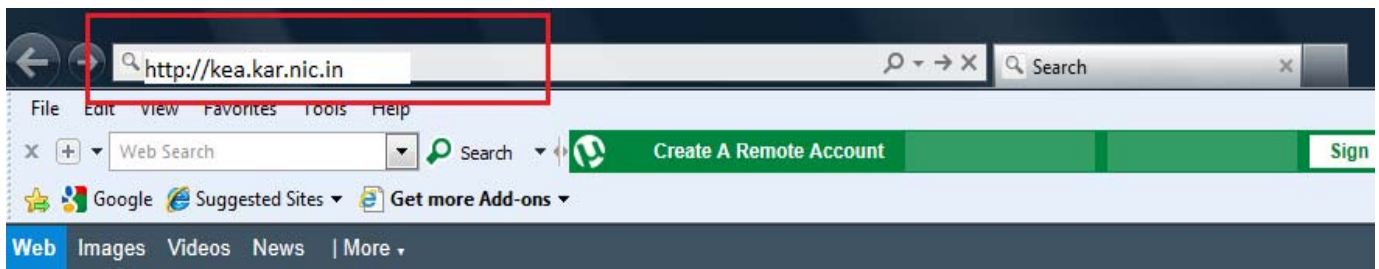 http://kea.kar.nic.in Search
File Edit View Favorites Tools Help
Web Search Search Create A Remote Account Sign
Google Suggested Sites Get more Add-ons
Web Images Videos News | More